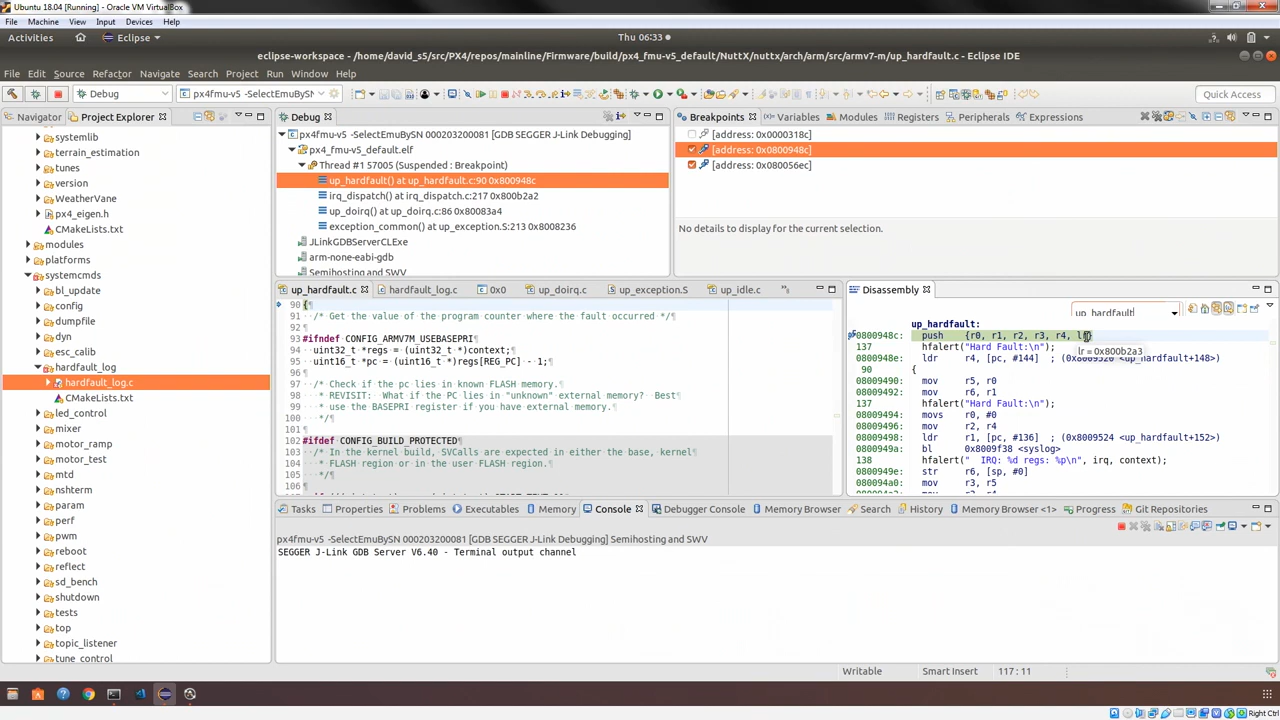 Ubuntu 18.04 [Running] - Oracle VM VirtualBox
File Machine View Input Devices Help
Activities Eclipse Thu 06:33
eclipse-workspace - /home/david_s5/src/PX4/repos/mainline/Firmware/build/px4_fmu-v5_default/NuttX/nuttx/arch/arm/src/armv7-m/up_hardfault.c - Eclipse IDE
File Edit Source Refactor Navigate Search Project Run Window Help
Debug px4fmu-v5 -SelectEmuBySN Quick Access
Navigator Project Explorer
systemlib
terrain_estimation
tunes
version
WeatherVane
px4_eigen.h
CMakeLists.txt
modules
platforms
systemcmds
bl_update
config
dumpfile
dyn
esc_calib
hardfault_log
hardfault_log.c
CMakeLists.txt
led_control
mixer
motor_ramp
motor_test
mtd
nshterm
param
perf
pwm
reboot
reflect
sd_bench
shutdown
tests
top
topic_listener
tune_control
Debug
px4fmu-v5 -SelectEmuBySN 000203200081 [GDB SEGGER J-Link Debugging]
px4_fmu-v5_default.elf
Thread #1 57005 (Suspended : Breakpoint)
up_hardfault() at up_hardfault.c:90 0x800948c
irq_dispatch() at irq_dispatch.c:217 0x800b2a2
up_doirq() at up_doirq.c:86 0x80083a4
exception_common() at up_exception.S:213 0x8008236
JLinkGDBServerCLExe
arm-none-eabi-gdb
Semihosting and SWV
Breakpoints Variables Modules Registers Peripherals Expressions
[address: 0x0000318c]
[address: 0x0800948c]
[address: 0x080056ec]
No details to display for the current selection.
up_hardfault.c hardfault_log.c 0x0 up_doirq.c up_exception.S up_idle.c
90 {¶
91 /* Get the value of the program counter where the fault occurred */¶
92 ¶
93 #ifndef CONFIG_ARMV7M_USEBASEPRI
94 uint32_t *regs = (uint32_t *)context;¶
95 uint16_t *pc = (uint16_t *)regs[REG_PC] - 1;¶
96
97 /* Check if the pc lies in known FLASH memory.
98 * REVISIT: What if the PC lies in "unknown" external memory? Best
99 * use the BASEPRI register if you have external memory.¶
100 */¶
101
102 #ifdef CONFIG_BUILD_PROTECTED¶
103 /* In the kernel build, SVCalls are expected in either the base, kernel¶
104 * FLASH region or in the user FLASH region.¶
105 */¶
106
Disassembly
up_hardfault
up_hardfault:
0800948c: push {r0, r1, r2, r3, r4, lr}
lr = 0x800b2a3
137 hfalert("Hard Fault:\n");
0800948e: ldr r4, [pc, #144] ; (0x8009520 <up_hardfault+148>)
90 {
08009490: mov r5, r0
08009492: mov r6, r1
137 hfalert("Hard Fault:\n");
08009494: movs r0, #0
08009496: mov r2, r4
08009498: ldr r1, [pc, #136] ; (0x8009524 <up_hardfault+152>)
0800949a: bl 0x8009f38 <syslog>
138 hfalert(" IRQ: %d regs: %p\n", irq, context);
0800949e: str r6, [sp, #0]
080094a0: mov r3, r5
Tasks Properties Problems Executables Memory Console Debugger Console Memory Browser Search History Memory Browser <1> Progress Git Repositories
px4fmu-v5 -SelectEmuBySN 000203200081 [GDB SEGGER J-Link Debugging] Semihosting and SWV
SEGGER J-Link GDB Server V6.40 - Terminal output channel
Writable Smart Insert 117 : 11
Right Ctrl